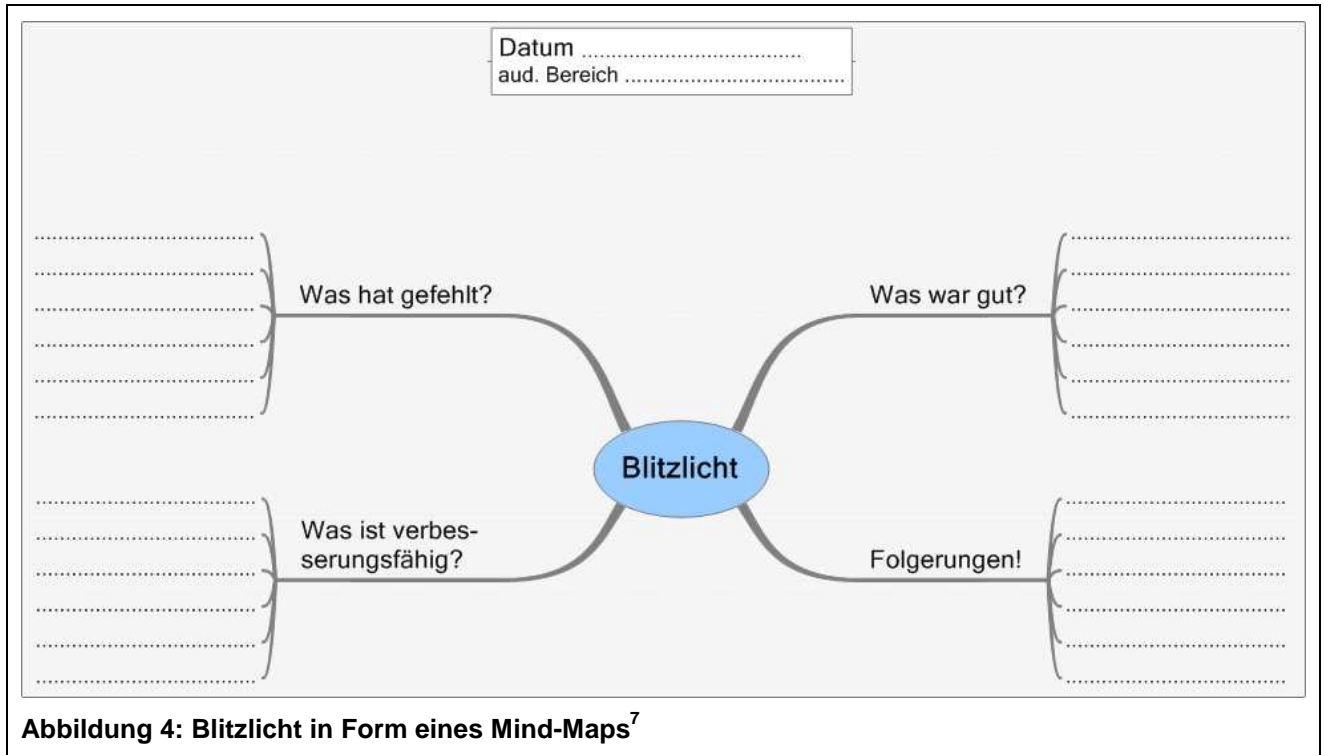 Datum ....................................
aud. Bereich ....................................
Was hat gefehlt?
....................................
....................................
....................................
....................................
....................................
....................................
Was war gut?
....................................
....................................
....................................
....................................
....................................
....................................
Blitzlicht
Was ist verbes-
serungsfähig?
....................................
....................................
....................................
....................................
....................................
....................................
Folgerungen!
....................................
....................................
....................................
....................................
....................................
....................................
Abbildung 4: Blitzlicht in Form eines Mind-Maps7